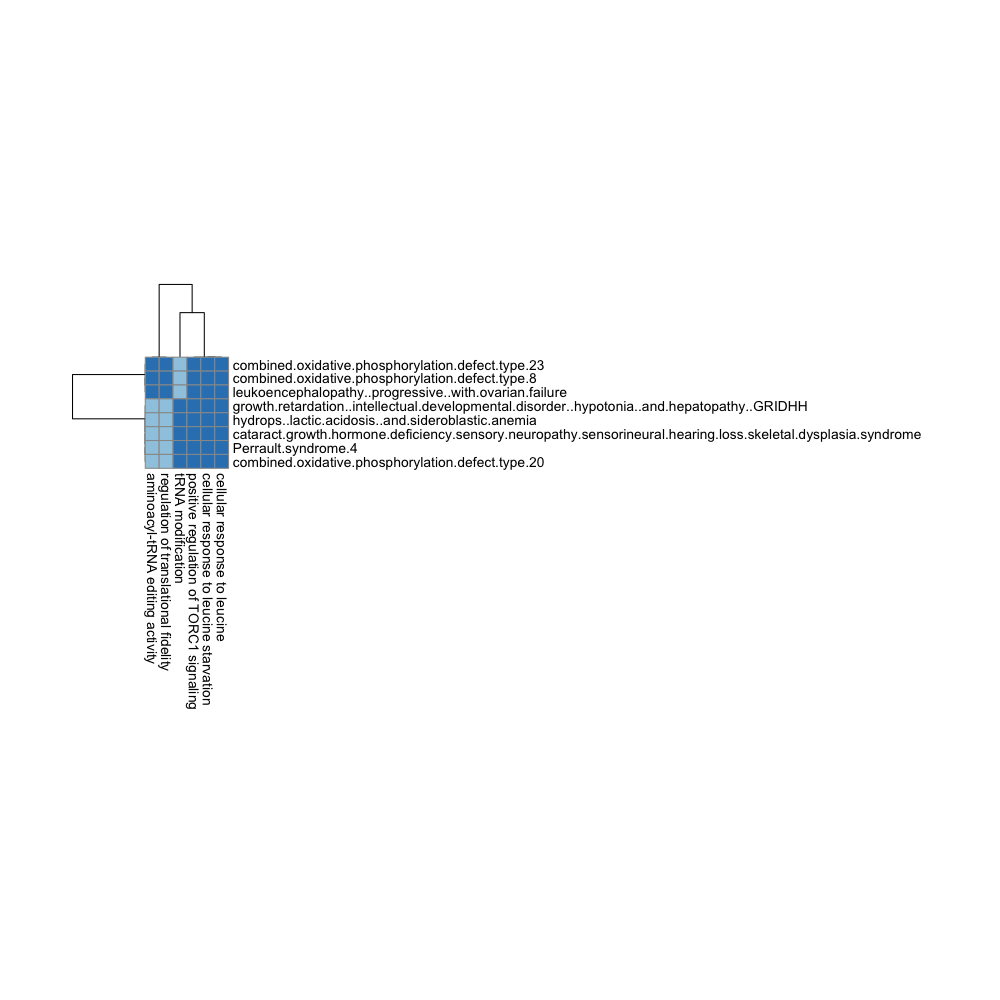 combined.oxidative.phosphorylation.defect.type.23
combined.oxidative.phosphorylation.defect.type.8
leukoencephalopathy..progressive..with.ovarian.failure
growth.retardation..intellectual.developmental.disorder..hypotonia..and.hepatopathy..GRIDHH
hydrops..lactic.acidosis..and.sideroblastic.anemia
cataract.growth.hormone.deficiency.sensory.neuropathy.sensorineural.hearing.loss.skeletal.dysplasia.syndrome
Perrault.syndrome.4
combined.oxidative.phosphorylation.defect.type.20
aminoacyl-tRNA editing activity
regulation of translational fidelity
tRNA modification
positive regulation of TORC1 signaling
cellular response to leucine starvation
cellular response to leucine